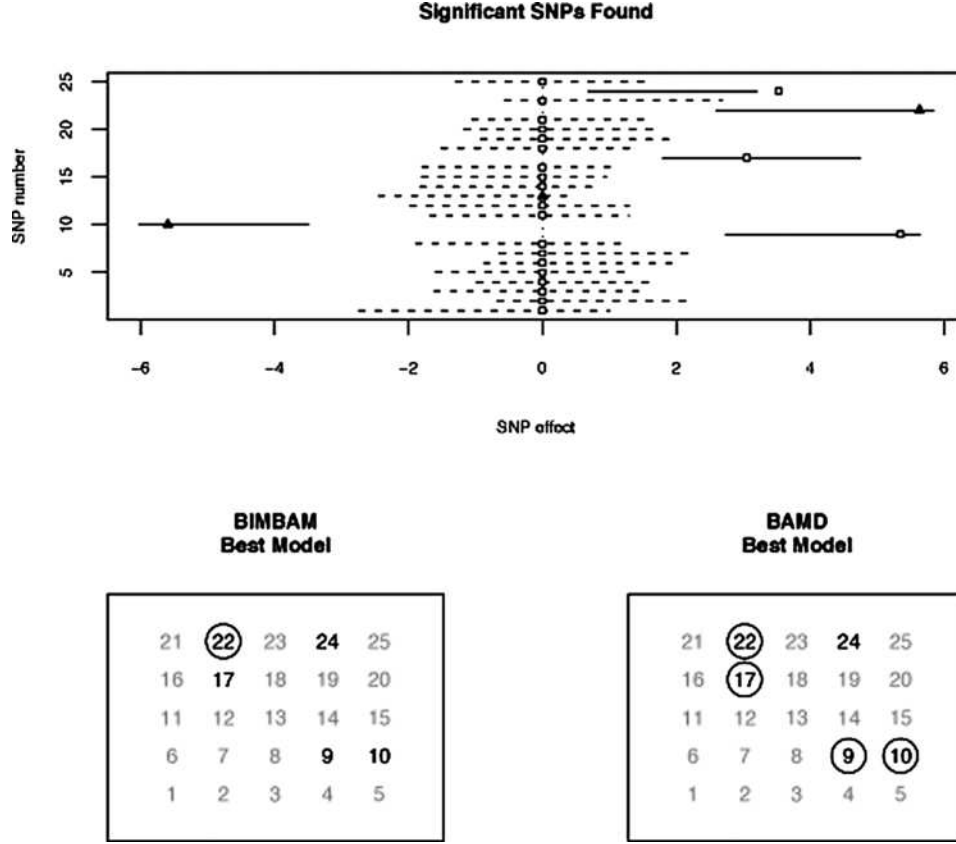 Significant SNPs Found
25
20
15
10
5
SNP number
-6 -4 -2 0 2 4 6
SNP effect
BIMBAM
Best Model
21 22 23 24 25
16 17 18 19 20
11 12 13 14 15
6 7 8 9 10
1 2 3 4 5
BAMD
Best Model
21 22 23 24 25
16 17 18 19 20
11 12 13 14 15
6 7 8 9 10
1 2 3 4 5